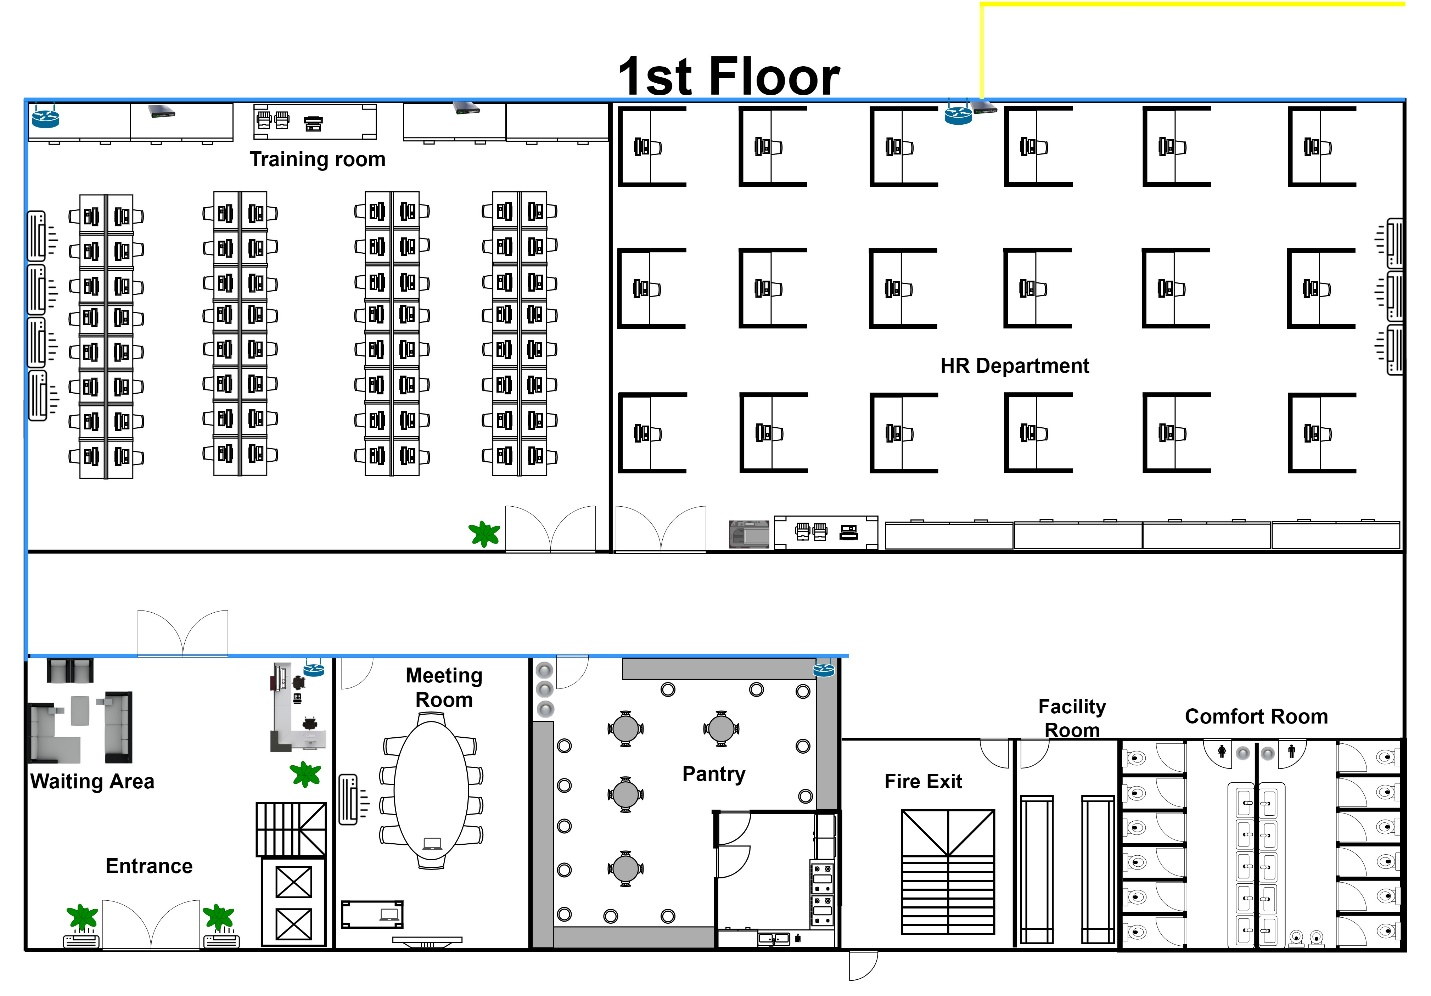 1st Floor
Training room
HR Department
Meeting
Room
Facility
Room
Comfort Room
Waiting Area
Pantry
Fire Exit
Entrance